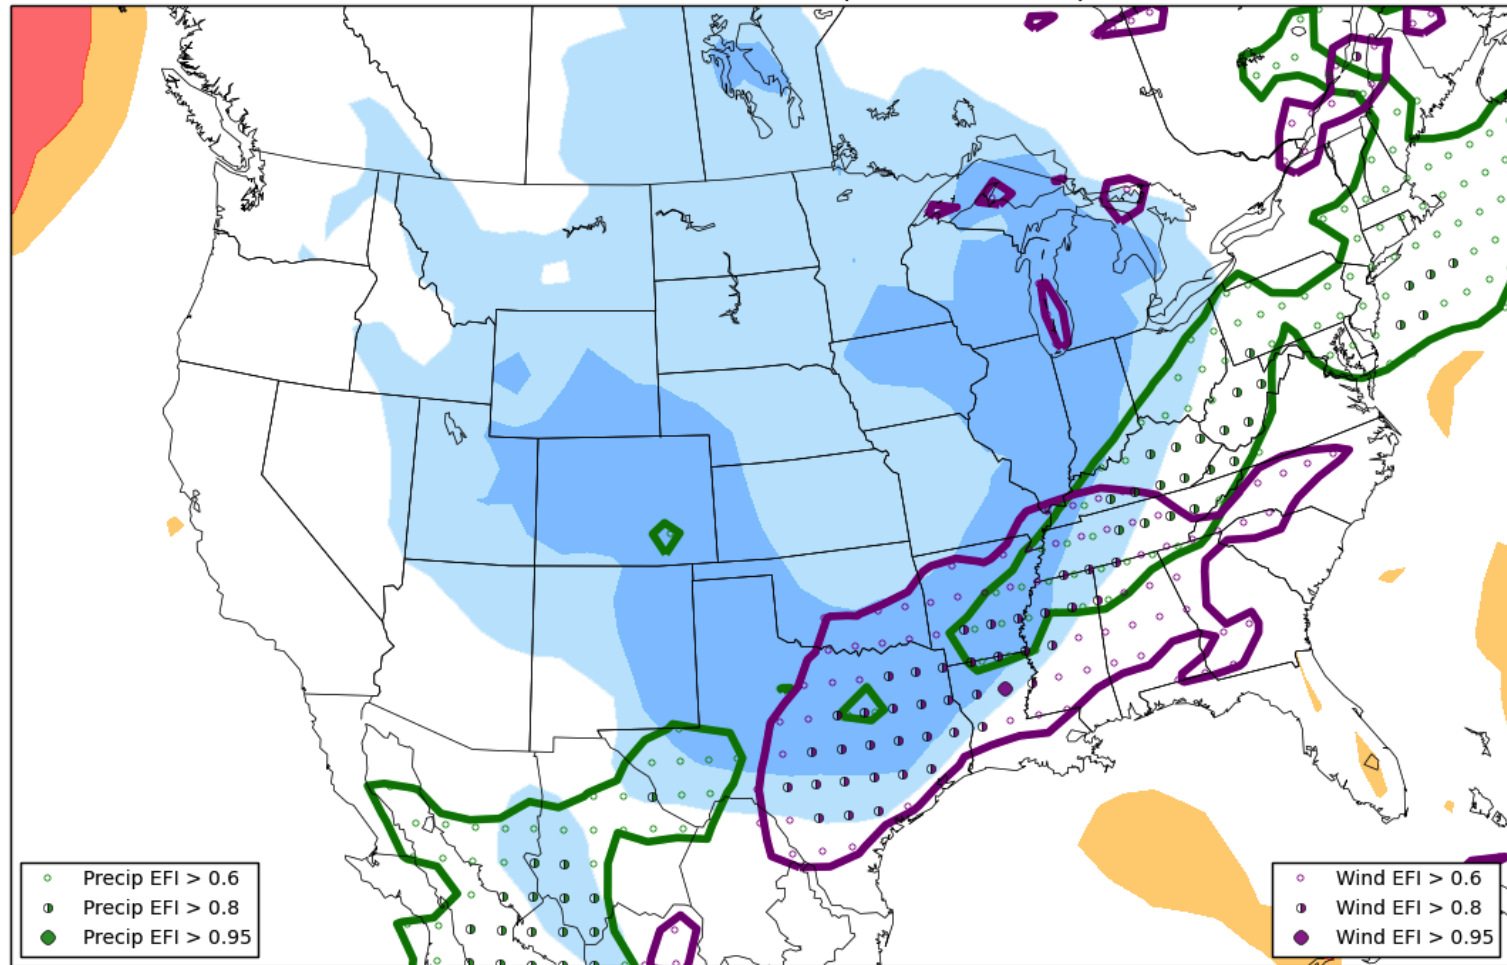 Precip EFI > 0.6
Precip EFI > 0.8
Precip EFI > 0.95
Wind EFI > 0.6
Wind EFI > 0.8
Wind EFI > 0.95